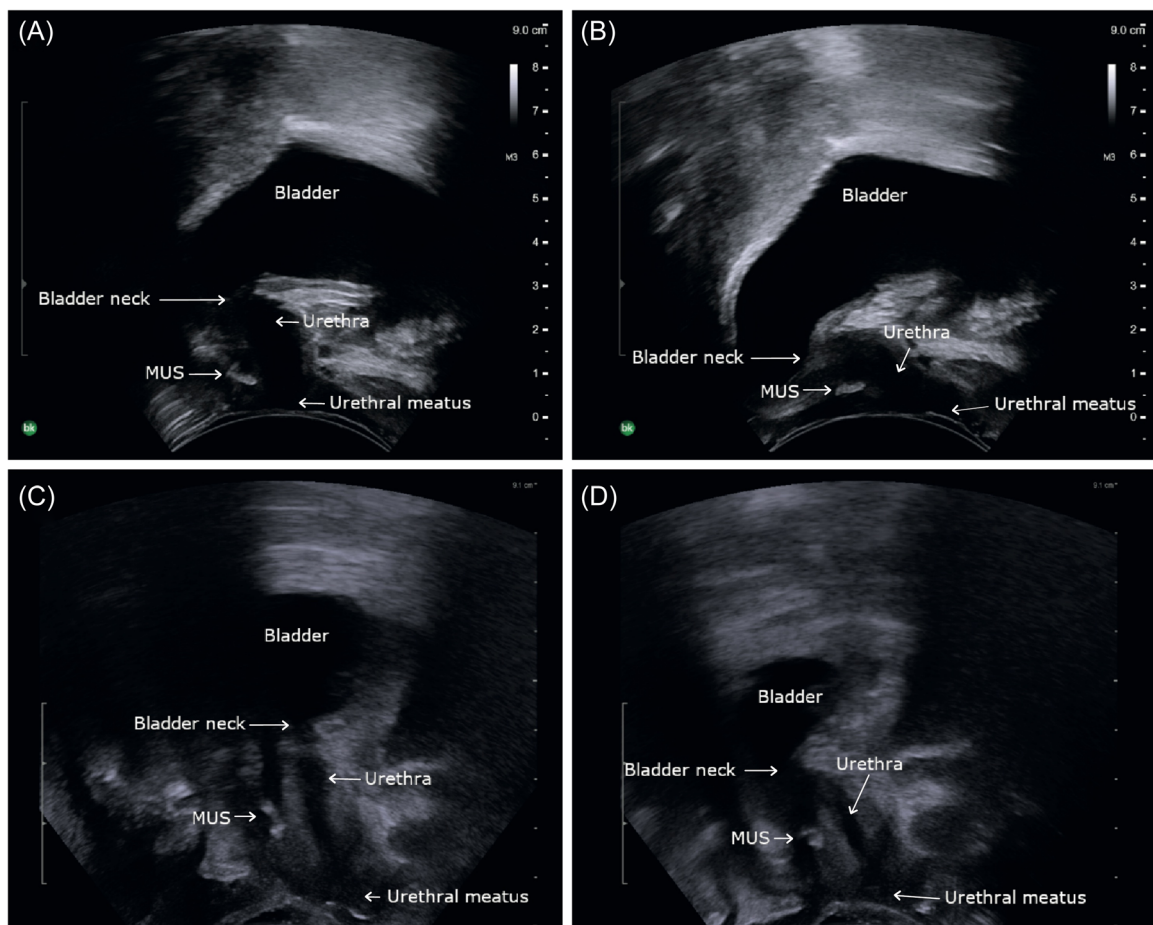 (A)
9.0 cm
8
7
M3
6
5
4
3
2
1
0
Bladder
Bladder neck
Urethra
MUS
Urethral meatus
bk
(B)
9.0 cm
8
7
M3
6
5
4
3
2
1
0
Bladder
Urethra
Bladder neck
MUS
Urethral meatus
bk
(C)
9.1 cm*
Bladder
Bladder neck
Urethra
MUS
Urethral meatus
(D)
9.1 cm*
Bladder
Urethra
Bladder neck
MUS
Urethral meatus